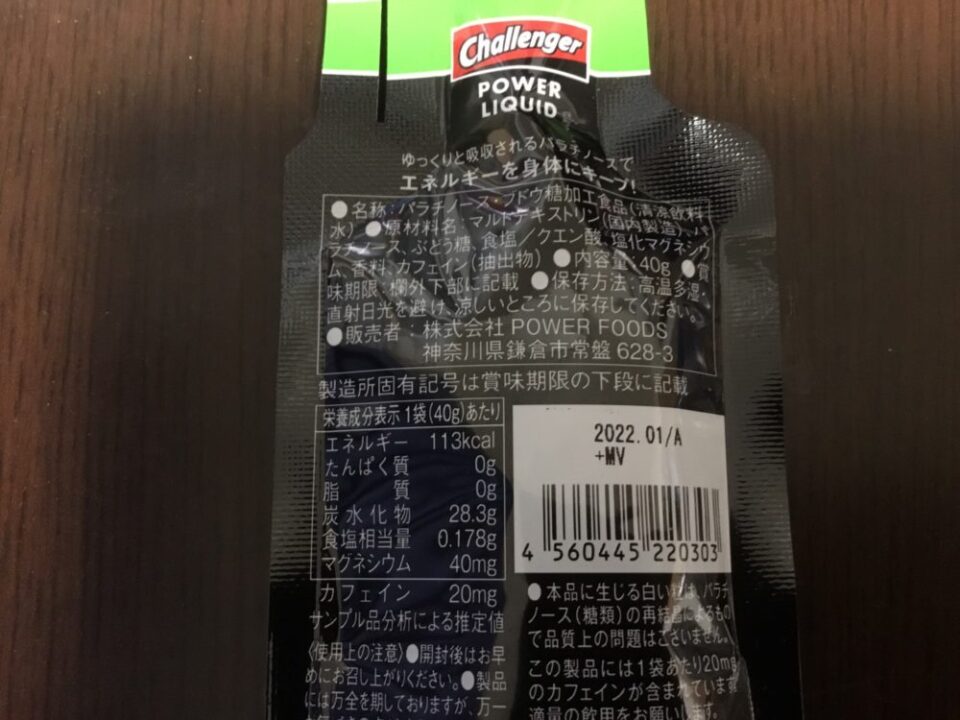 Challenger
POWER
LIQUID
ゆっくりと吸収されるパラチノースで
エネルギーを身体にキープ!
●名称:パラチノース・ブドウ糖加工食品(清涼飲料
水) ●原材料名:マルトデキストリン(国内製造)、パ
ラチノース、ぶどう糖、食塩/クエン酸、塩化マグネシウ
ム、香料、カフェイン(抽出物) ●内容量:40g ●賞
味期限:欄外下部に記載 ●保存方法:高温多湿・
直射日光を避け、涼しいところに保存してください。
●販売者:株式会社 POWER FOODS
神奈川県鎌倉市常盤 628-3
製造所固有記号は賞味期限の下段に記載
栄養成分表示 1袋(40g)あたり
エネルギー 113kcal
たんぱく質 0g
脂質 0g
炭水化物 28.3g
食塩相当量 0.178g
マグネシウム 40mg
カフェイン 20mg
サンプル品分析による推定値
〈使用上の注意〉●開封後はお早
めにお召し上がりください。●製品
には万全を期しておりますが、万一
2022.01/A
+MV
4 560445 220303
●本品に生じる白い粒は、パラチ
ノース(糖類)の再結晶によるもの
で品質上の問題はございません。
この製品には1袋あたり20mg
のカフェインが含まれています
適量の飲用をお願いします。